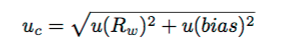 u_c = √(u(R_w)² + u(bias)²)